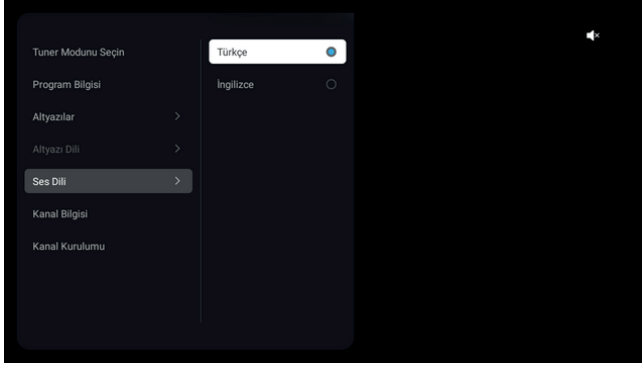 Tuner Modunu Seçin
Program Bilgisi
Altyazılar
Altyazı Dili
Ses Dili
Kanal Bilgisi
Kanal Kurulumu
Türkçe
İngilizce